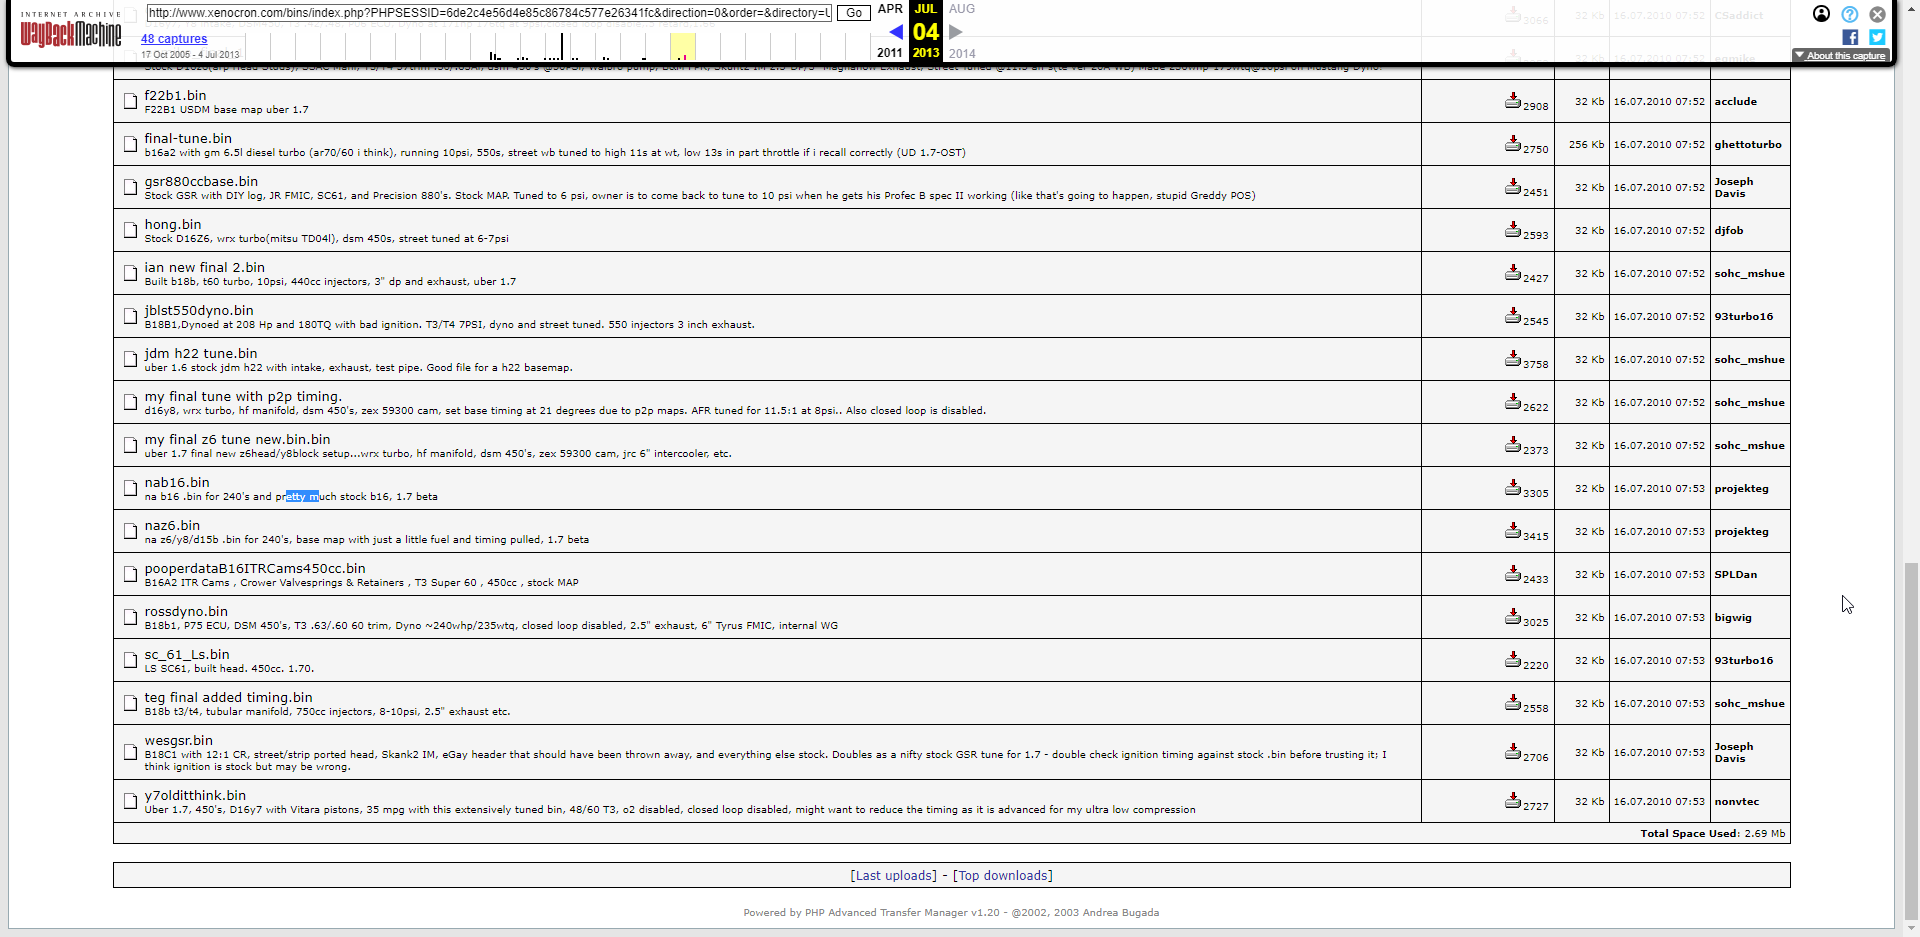 INTERNET ARCHIVE
WayBackMachine
http://www.xenocron.com/bins/index.php?PHPSESSID=6de2c4e56d4e85c86784c577e26341fc&direction=0&order=&directory=U
Go
APR JUL AUG
48 captures
17 Oct 2005 - 4 Jul 2013
04
2011 2013 2014
About this capture
3066 CSaddict
f22b1.bin
F22B1 USDM base map uber 1.7
2908 32 Kb 16.07.2010 07:52 acclude
final-tune.bin
b16a2 with gm 6.5l diesel turbo (ar70/60 i think), running 10psi, 550s, street wb tuned to high 11s at wt, low 13s in part throttle if i recall correctly (UD 1.7-OST)
2750 256 Kb 16.07.2010 07:52 ghettoturbo
gsr880ccbase.bin
Stock GSR with DIY log, JR FMIC, SC61, and Precision 880's. Stock MAP. Tuned to 6 psi, owner is to come back to tune to 10 psi when he gets his Profec B spec II working (like that's going to happen, stupid Greddy POS)
2451 32 Kb 16.07.2010 07:52 Joseph
Davis
hong.bin
Stock D16Z6, wrx turbo(mitsu TD04l), dsm 450s, street tuned at 6-7psi
2593 32 Kb 16.07.2010 07:52 djfob
ian new final 2.bin
Built b18b, t60 turbo, 10psi, 440cc injectors, 3" dp and exhaust, uber 1.7
2427 32 Kb 16.07.2010 07:52 sohc_mshue
jblst550dyno.bin
B18B1,Dynoed at 208 Hp and 180TQ with bad ignition. T3/T4 7PSI, dyno and street tuned. 550 injectors 3 inch exhaust.
2545 32 Kb 16.07.2010 07:52 93turbo16
jdm h22 tune.bin
uber 1.6 stock jdm h22 with intake, exhaust, test pipe. Good file for a h22 basemap.
3758 32 Kb 16.07.2010 07:52 sohc_mshue
my final tune with p2p timing.
d16y8, wrx turbo, hf manifold, dsm 450's, zex 59300 cam, set base timing at 21 degrees due to p2p maps. AFR tuned for 11.5:1 at 8psi.. Also closed loop is disabled.
2622 32 Kb 16.07.2010 07:52 sohc_mshue
my final z6 tune new.bin.bin
uber 1.7 final new z6head/y8block setup...wrx turbo, hf manifold, dsm 450's, zex 59300 cam, jrc 6" intercooler, etc.
2373 32 Kb 16.07.2010 07:52 sohc_mshue
nab16.bin
na b16 .bin for 240's and pretty much stock b16, 1.7 beta
3305 32 Kb 16.07.2010 07:53 projekteg
naz6.bin
na z6/y8/d15b .bin for 240's, base map with just a little fuel and timing pulled, 1.7 beta
3415 32 Kb 16.07.2010 07:53 projekteg
pooperdataB16ITRCams450cc.bin
B16A2 ITR Cams , Crower Valvesprings & Retainers , T3 Super 60 , 450cc , stock MAP
2433 32 Kb 16.07.2010 07:53 SPLDan
rossdyno.bin
B18b1, P75 ECU, DSM 450's, T3 .63/.60 60 trim, Dyno ~240whp/235wtq, closed loop disabled, 2.5" exhaust, 6" Tyrus FMIC, internal WG
3025 32 Kb 16.07.2010 07:53 bigwig
sc_61_Ls.bin
LS SC61, built head. 450cc. 1.70.
2220 32 Kb 16.07.2010 07:53 93turbo16
teg final added timing.bin
B18b t3/t4, tubular manifold, 750cc injectors, 8-10psi, 2.5" exhaust etc.
2558 32 Kb 16.07.2010 07:53 sohc_mshue
wesgsr.bin
B18C1 with 12:1 CR, street/strip ported head, Skank2 IM, eGay header that should have been thrown away, and everything else stock. Doubles as a nifty stock GSR tune for 1.7 - double check ignition timing against stock .bin before trusting it; I
think ignition is stock but may be wrong.
2706 32 Kb 16.07.2010 07:53 Joseph
Davis
y7olditthink.bin
Uber 1.7, 450's, D16y7 with Vitara pistons, 35 mpg with this extensively tuned bin, 48/60 T3, o2 disabled, closed loop disabled, might want to reduce the timing as it is advanced for my ultra low compression
2727 32 Kb 16.07.2010 07:53 nonvtec
Total Space Used: 2.69 Mb
[Last uploads] - [Top downloads]
Powered by PHP Advanced Transfer Manager v1.20 - @2002, 2003 Andrea Bugada